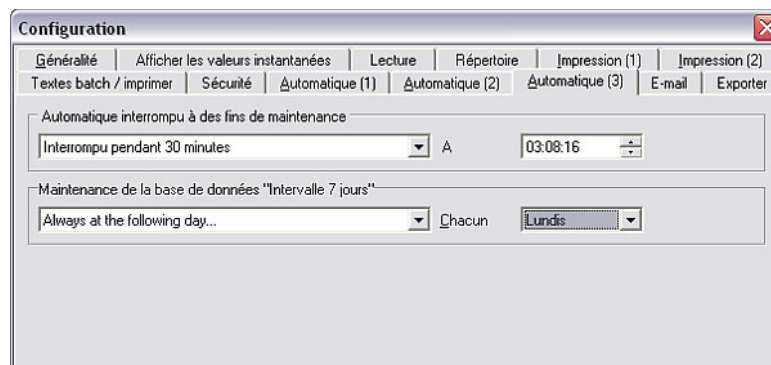 Configuration
Généralité Afficher les valeurs instantanées Lecture Répertoire Impression (1) Impression (2)
Textes batch / imprimer Sécurité Automatique (1) Automatique (2) Automatique (3) E-mail Exporter
Automatique interrompu à des fins de maintenance
Interrompu pendant 30 minutes A 03:08:16
Maintenance de la base de données "Intervalle 7 jours"
Always at the following day... Chacun Lundis